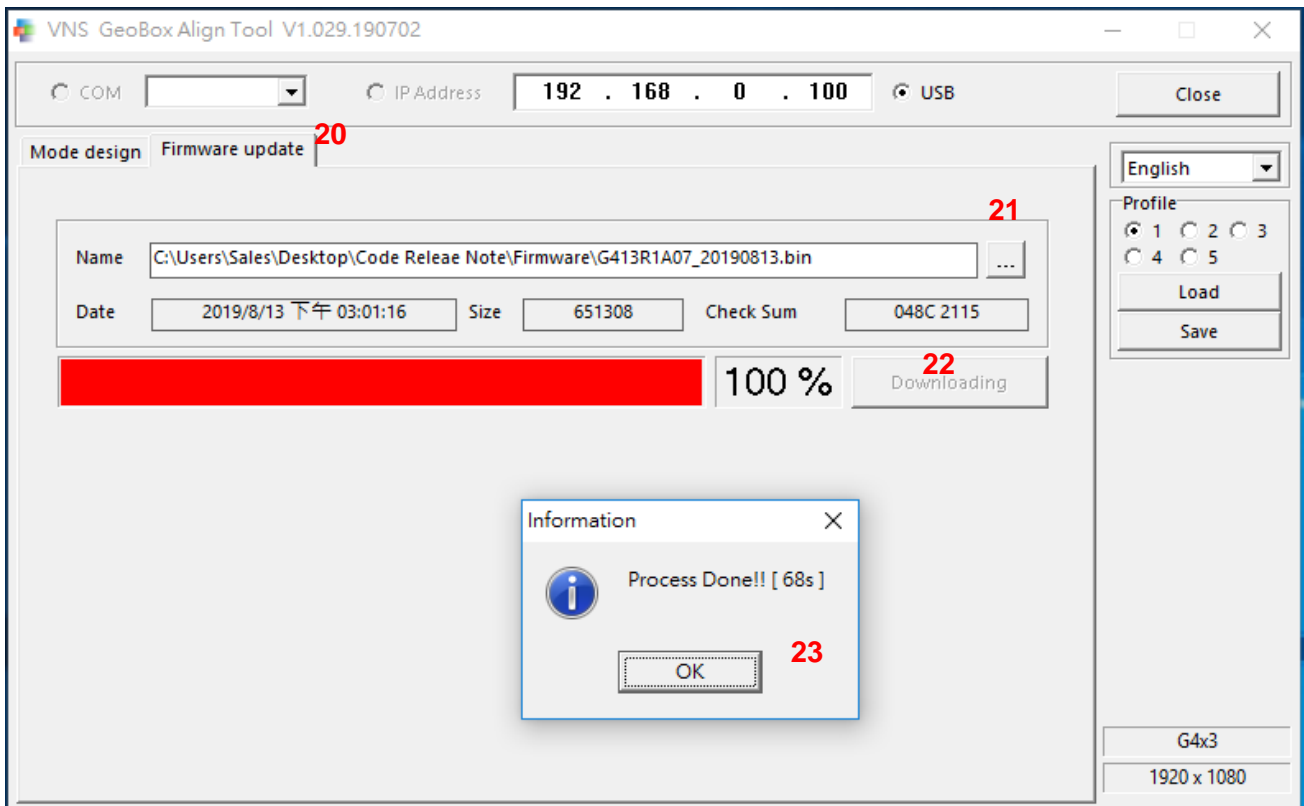 VNS GeoBox Align Tool V1.029.190702
COM IP Address 192 . 168 . 0 . 100 USB Close
20
Mode design Firmware update
English
21
Profile
1 2 3
4 5
Name C:\Users\Sales\Desktop\Code Releae Note\Firmware\G413R1A07_20190813.bin ...
Load
Date 2019/8/13 下午 03:01:16 Size 651308 Check Sum 048C 2115
Save
22
100 % Downloading
Information
Process Done!! [ 68s ]
23
OK
G4x3
1920 x 1080